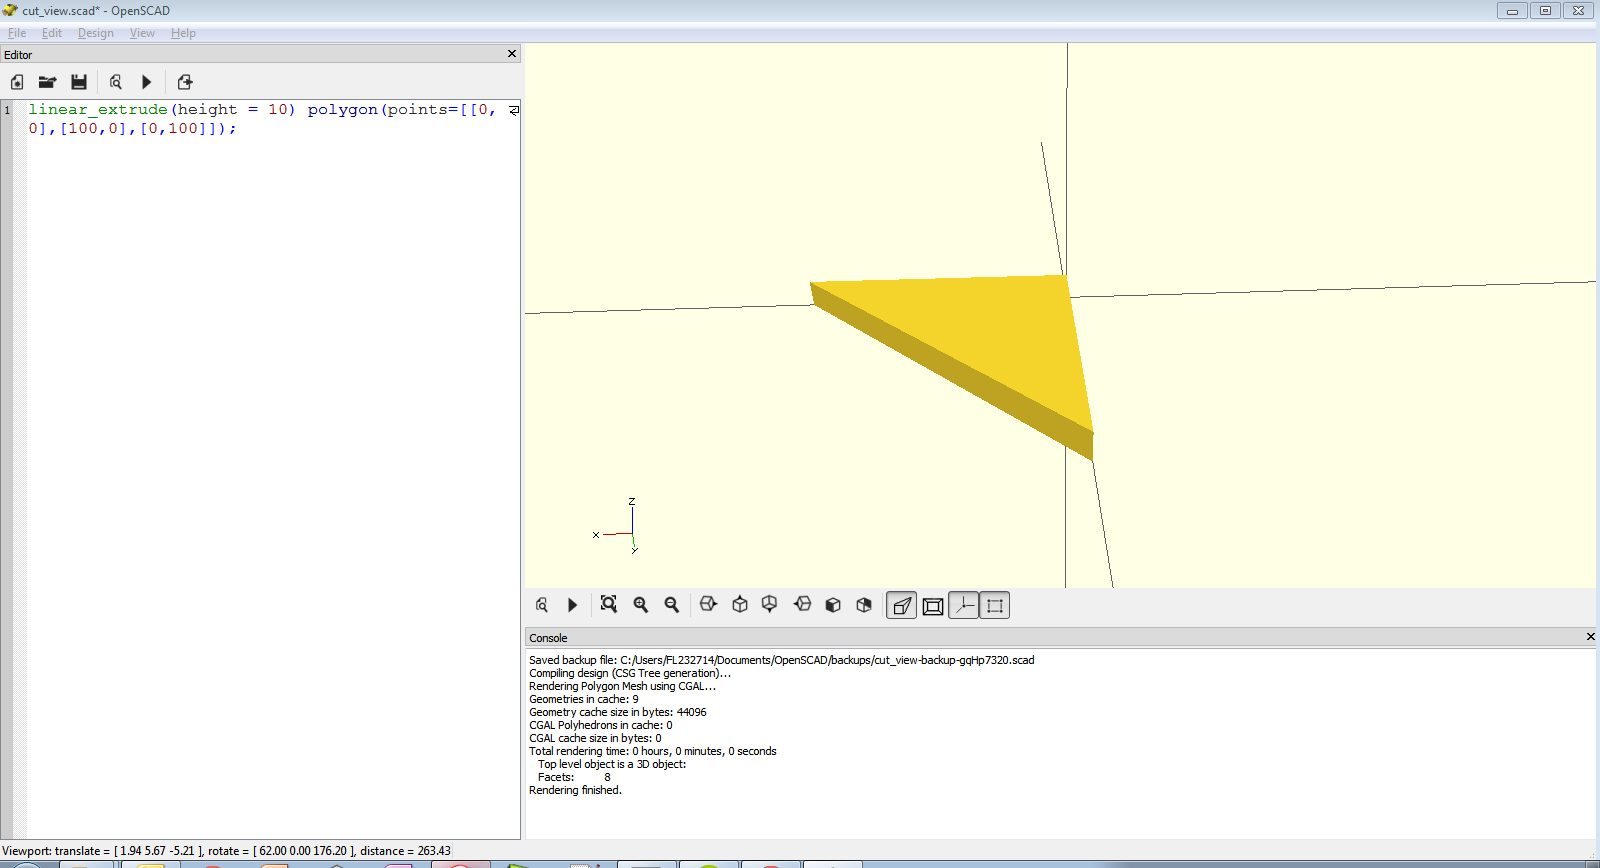 cut_view.scad* - OpenSCAD
File Edit Design View Help
Editor
1 linear_extrude(height = 10) polygon(points=[[0,
0],[100,0],[0,100]]);
z
x
y
Console
Saved backup file: C:/Users/FL232714/Documents/OpenSCAD/backups/cut_view-backup-gqHp7320.scad
Compiling design (CSG Tree generation)...
Rendering Polygon Mesh using CGAL...
Geometries in cache: 9
Geometry cache size in bytes: 44096
CGAL Polyhedrons in cache: 0
CGAL cache size in bytes: 0
Total rendering time: 0 hours, 0 minutes, 0 seconds
Top level object is a 3D object:
Facets: 8
Rendering finished.
Viewport: translate = [ 1.94 5.67 -5.21 ], rotate = [ 62.00 0.00 176.20 ], distance = 263.43